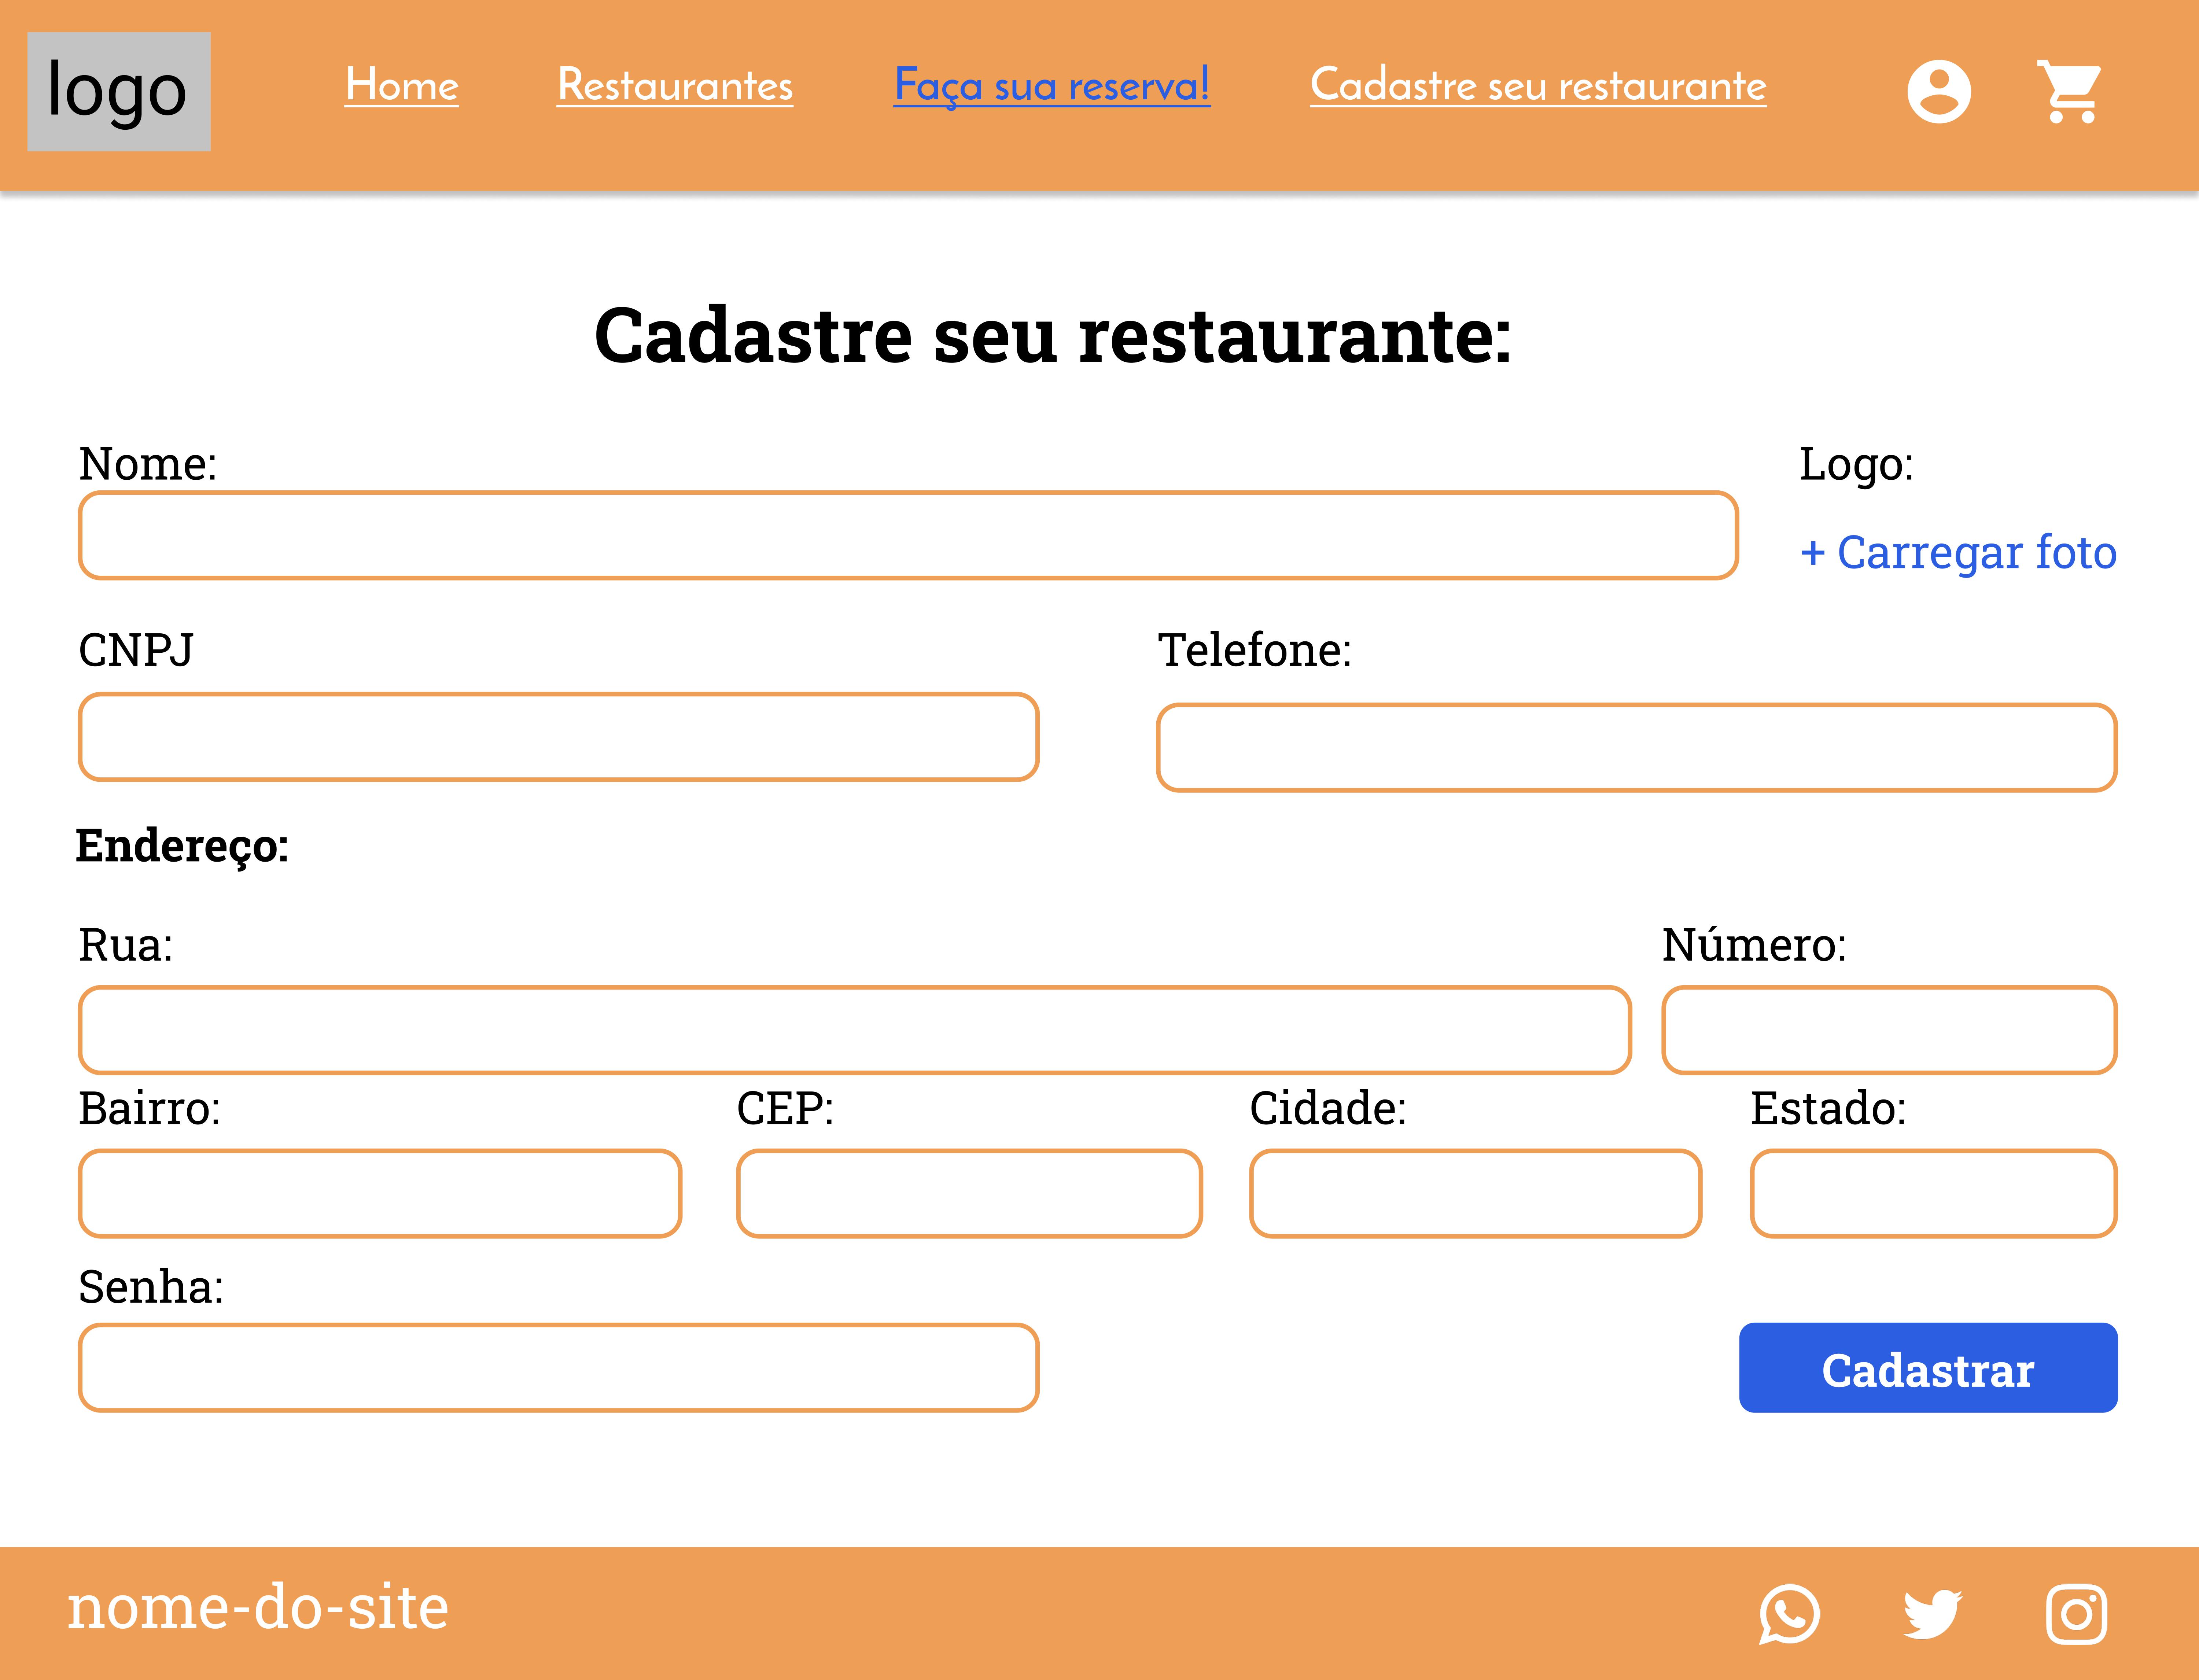 logo
Home
Restaurantes
Faça sua reserva!
Cadastre seu restaurante
Cadastre seu restaurante:
Nome:
Logo:
+ Carregar foto
CNPJ
Telefone:
Endereço:
Rua:
Número:
Bairro:
CEP:
Cidade:
Estado:
Senha:
Cadastrar
nome-do-site